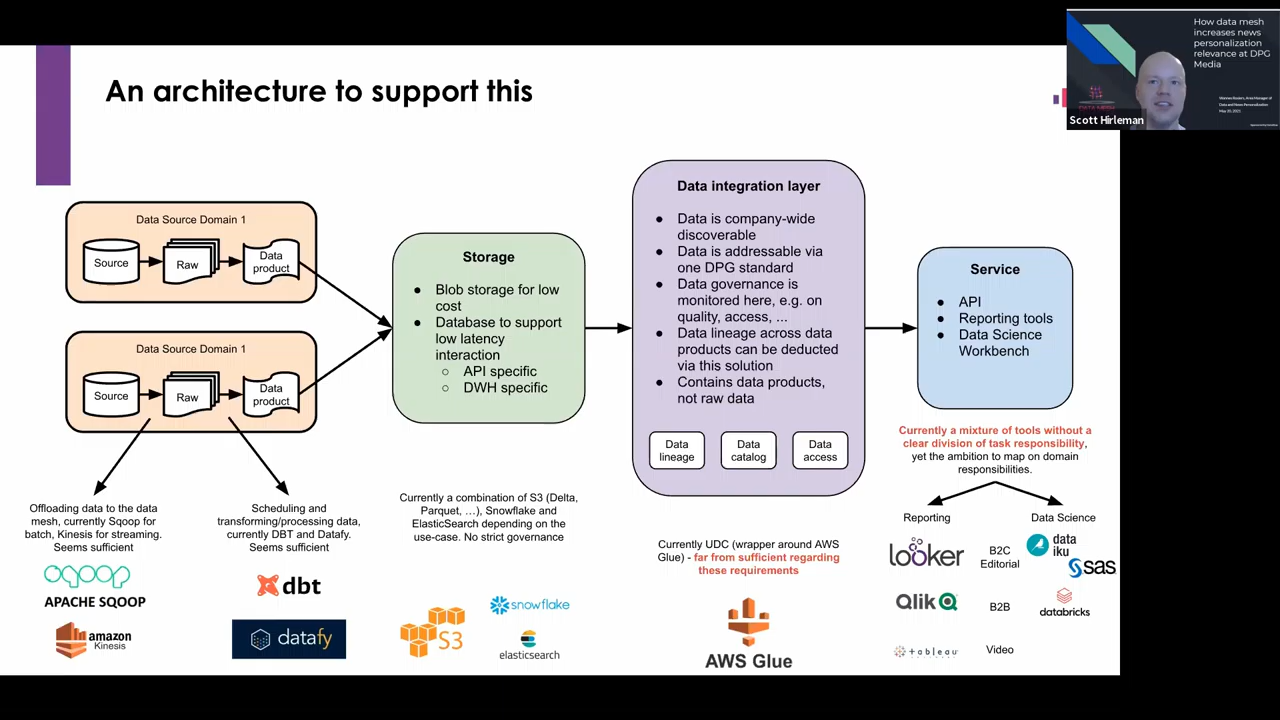 An architecture to support this
How data mesh
increases news
personalization
relevance at DPG
Media
Scott Hirleman
Data Source Domain 1
Source
Raw
Data
product
Data Source Domain 1
Source
Raw
Data
product
Storage
● Blob storage for low
cost
● Database to support
low latency
interaction
○ API specific
○ DWH specific
Data integration layer
● Data is company-wide
discoverable
● Data is addressable via
one DPG standard
● Data governance is
monitored here, e.g. on
quality, access, ...
● Data lineage across data
products can be deducted
via this solution
● Contains data products,
not raw data
Data
lineage
Data
catalog
Data
access
Service
● API
● Reporting tools
● Data Science
Workbench
Offloading data to the data
mesh, currently Sqoop for
batch, Kinesis for streaming.
Seems sufficient
Scheduling and
transforming/processing data,
currently DBT and Datafy.
Seems sufficient
Currently a combination of S3 (Delta,
Parquet, ...), Snowflake and
ElasticSearch depending on the
use-case. No strict governance
Currently UDC (wrapper around AWS
Glue) - far from sufficient regarding
these requirements
Currently a mixture of tools without a
clear division of task responsibility,
yet the ambition to map on domain
responsibilities.
Reporting
Data Science
sqoop
APACHE SQOOP
amazon
Kinesis
dbt
datafy
S3
snowflake
elasticsearch
AWS Glue
looker
Qlik
tableau
B2C
Editorial
B2B
Video
data
iku
sas
databricks